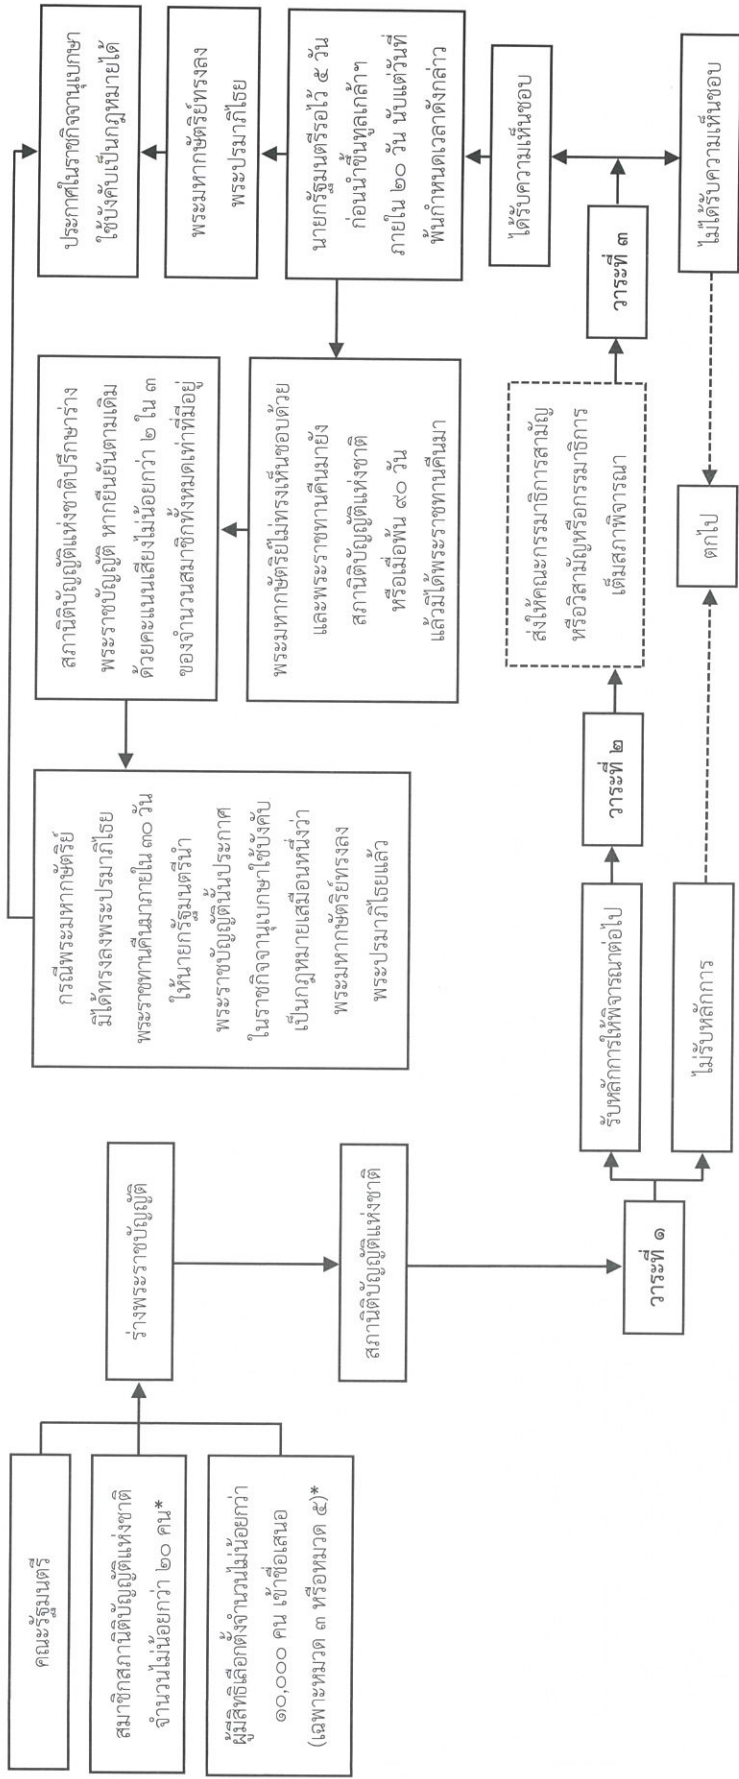 คณะรัฐมนตรี
สมาชิกสภานิติบัญญัติแห่งชาติ
จำนวนไม่น้อยกว่า ๒๐ คน*
ผู้มีสิทธิเลือกตั้งจำนวนไม่น้อยกว่า
๑๐,๐๐๐ คน เข้าชื่อเสนอ
(เฉพาะหมวด ๓ หรือหมวด ๕)*
ร่างพระราชบัญญัติ
สภานิติบัญญัติแห่งชาติ
วาระที่ ๑
รับหลักการให้พิจารณาต่อไป
ไม่รับหลักการ
วาระที่ ๒
ส่งให้คณะกรรมาธิการสามัญ
หรือวิสามัญหรือกรรมาธิการ
เต็มสภาพิจารณา
วาระที่ ๓
ตกไป
ได้รับความเห็นชอบ
ไม่ได้รับความเห็นชอบ
นายกรัฐมนตรีรอไว้ ๕ วัน
ก่อนนำขึ้นทูลเกล้าฯ
ภายใน ๒๐ วัน นับแต่วันที่
พ้นกำหนดเวลาดังกล่าว
พระมหากษัตริย์ทรงลง
พระปรมาภิไธย
ประกาศในราชกิจจานุเบกษา
ใช้บังคับเป็นกฎหมายได้
พระมหากษัตริย์ไม่ทรงเห็นชอบด้วย
และพระราชทานคืนมายัง
สภานิติบัญญัติแห่งชาติ
หรือเมื่อพ้น ๙๐ วัน
แล้วมิได้พระราชทานคืนมา
สภานิติบัญญัติแห่งชาติปรึกษาร่าง
พระราชบัญญัติ หากยืนยันตามเดิม
ด้วยคะแนนเสียงไม่น้อยกว่า ๒ ใน ๓
ของจำนวนสมาชิกทั้งหมดเท่าที่มีอยู่
กรณีพระมหากษัตริย์
มิได้ทรงลงพระปรมาภิไธย
พระราชทานคืนมาภายใน ๓๐ วัน
ให้นายกรัฐมนตรีนำ
พระราชบัญญัตินั้นประกาศ
ในราชกิจจานุเบกษาใช้บังคับ
เป็นกฎหมายเสมือนหนึ่งว่า
พระมหากษัตริย์ทรงลง
พระปรมาภิไธยแล้ว